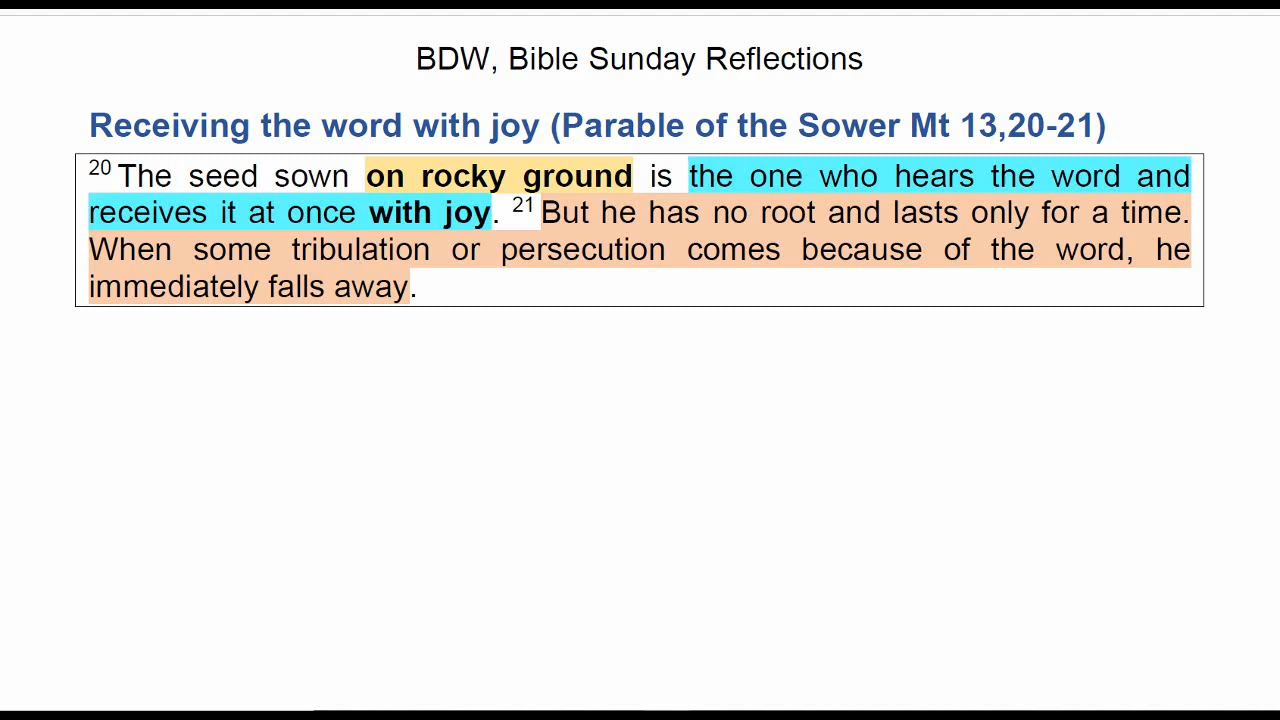 BDW, Bible Sunday Reflections
Receiving the word with joy (Parable of the Sower Mt 13,20-21)
20 The seed sown on rocky ground is the one who hears the word and
receives it at once with joy. 21 But he has no root and lasts only for a time.
When some tribulation or persecution comes because of the word, he
immediately falls away.